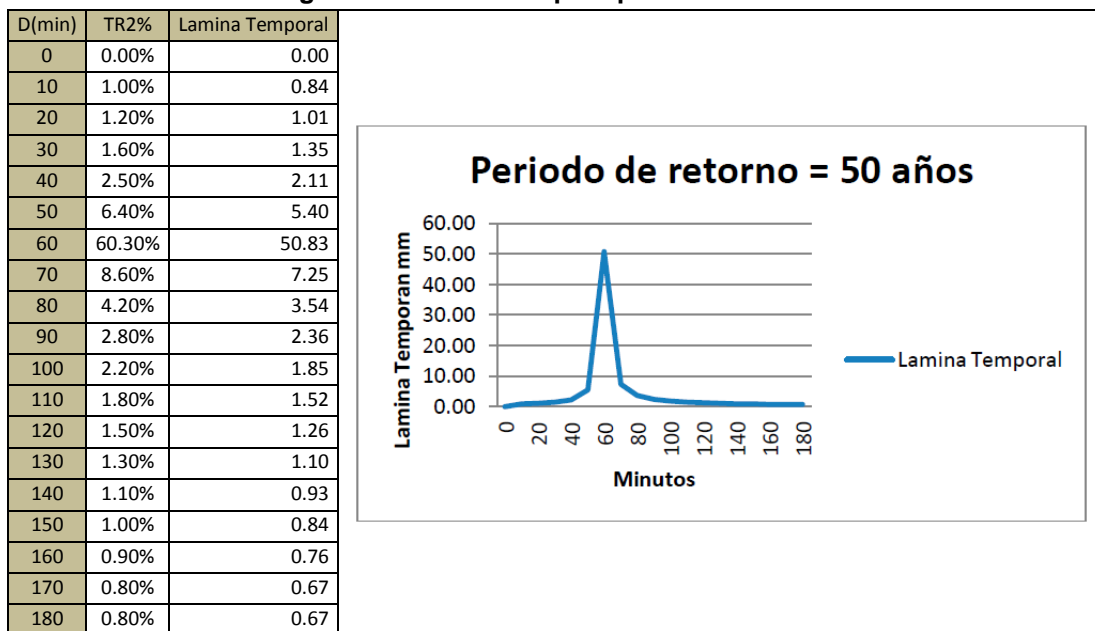 D(min) TR2% Lamina Temporal
0 0.00% 0.00
10 1.00% 0.84
20 1.20% 1.01
30 1.60% 1.35
40 2.50% 2.11
50 6.40% 5.40
60 60.30% 50.83
70 8.60% 7.25
80 4.20% 3.54
90 2.80% 2.36
100 2.20% 1.85
110 1.80% 1.52
120 1.50% 1.26
130 1.30% 1.10
140 1.10% 0.93
150 1.00% 0.84
160 0.90% 0.76
170 0.80% 0.67
180 0.80% 0.67
Periodo de retorno = 50 años
Lamina Temporan mm
60.00
50.00
40.00
30.00
20.00
10.00
0.00
0 20 40 60 80 100 120 140 160 180
Minutos
Lamina Temporal